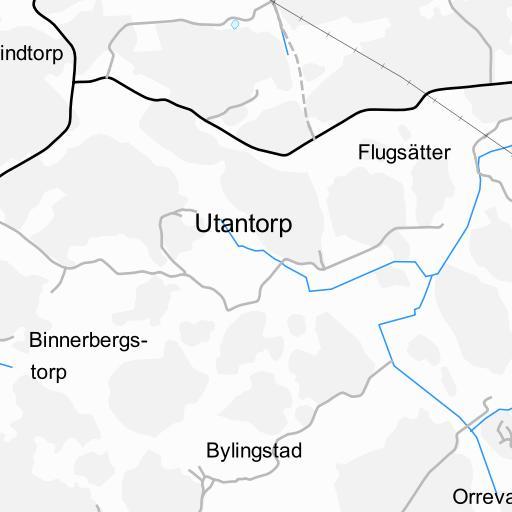 indtorp
Flugsätter
Utantorp
Binnerbergs-
torp
Bylingstad
Orreva